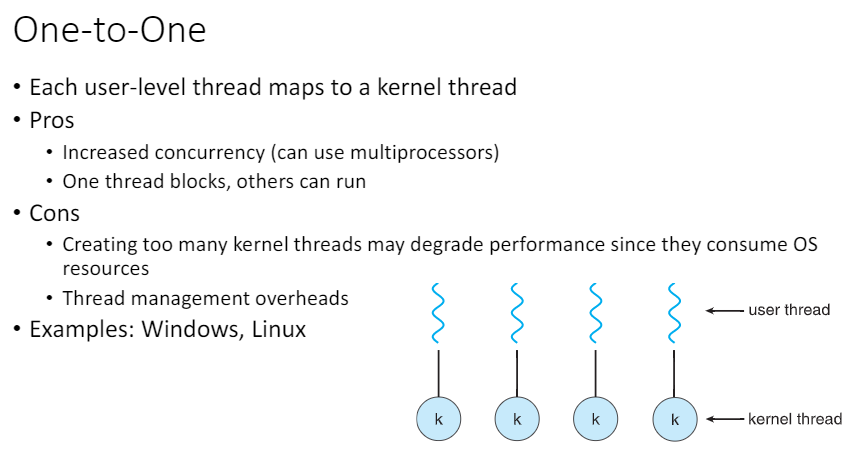 One-to-One
• Each user-level thread maps to a kernel thread
• Pros
• Increased concurrency (can use multiprocessors)
• One thread blocks, others can run
• Cons
• Creating too many kernel threads may degrade performance since they consume OS
resources
• Thread management overheads
• Examples: Windows, Linux
user thread
k k k k
kernel thread